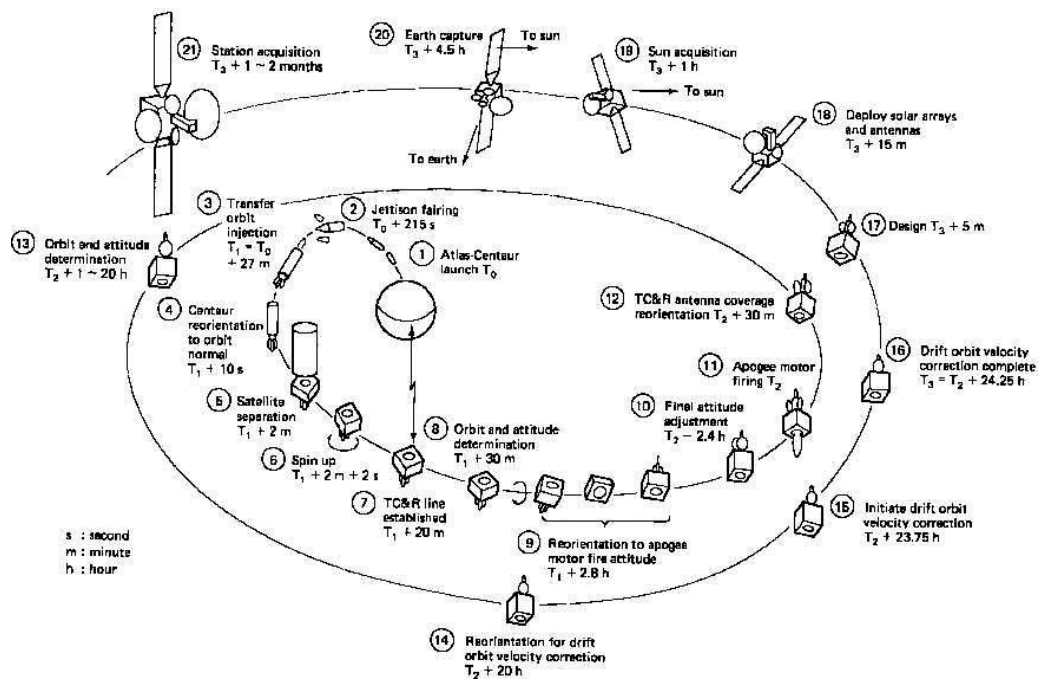 21 Station acquisition
T₃ + 1 ~ 2 months
20 Earth capture
T₃ + 4.5 h
To sun
19 Sun acquisition
T₃ + 1 h
To sun
To earth
18 Deploy solar arrays
and antennas
T₃ + 15 m
3 Transfer
orbit
injection
T₁ = T₀
+ 27 m
2 Jettison fairing
T₀ + 215 s
1 Atlas-Centaur
launch T₀
17 Design T₃ + 5 m
13 Orbit and attitude
determination
T₂ + 1 ~ 20 h
4 Centaur
reorientation
to orbit
normal
T₁ + 10 s
12 TC&R antenna coverage
reorientation T₂ + 30 m
16 Drift orbit velocity
correction complete
T₃ = T₂ + 24.25 h
11 Apogee motor
firing T₂
5 Satellite
separation
T₁ + 2 m
10 Final attitude
adjustment
T₂ − 2.4 h
8 Orbit and attitude
determination
T₁ + 30 m
6 Spin up
T₁ + 2 m + 2 s
7 TC&R line
established
T₁ + 20 m
15 Initiate drift orbit
velocity correction
T₂ + 23.75 h
9 Reorientation to apogee
motor fire attitude
T₁ + 2.8 h
s : second
m : minute
h : hour
14 Reorientation for drift
orbit velocity correction
T₂ + 20 h